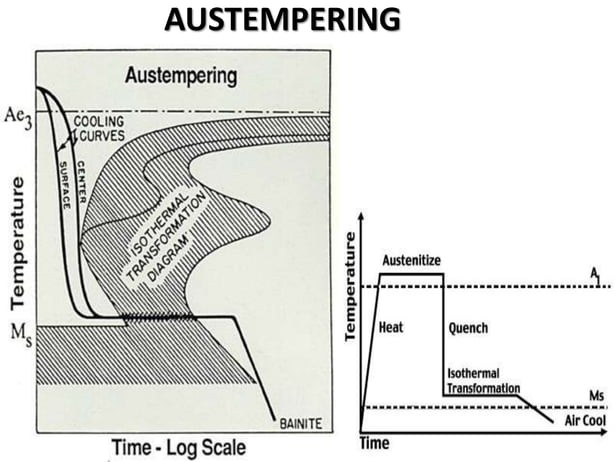 AUSTEMPERING
Austempering
Ae3
COOLING
CURVES
SURFACE
CENTER
ISOTHERMAL
TRANSFORMATION
DIAGRAM
Temperature
Ms
BAINITE
Time - Log Scale
Temperature
Austenitize
A1
Heat
Quench
Isothermal
Transformation
Ms
Air Cool
Time